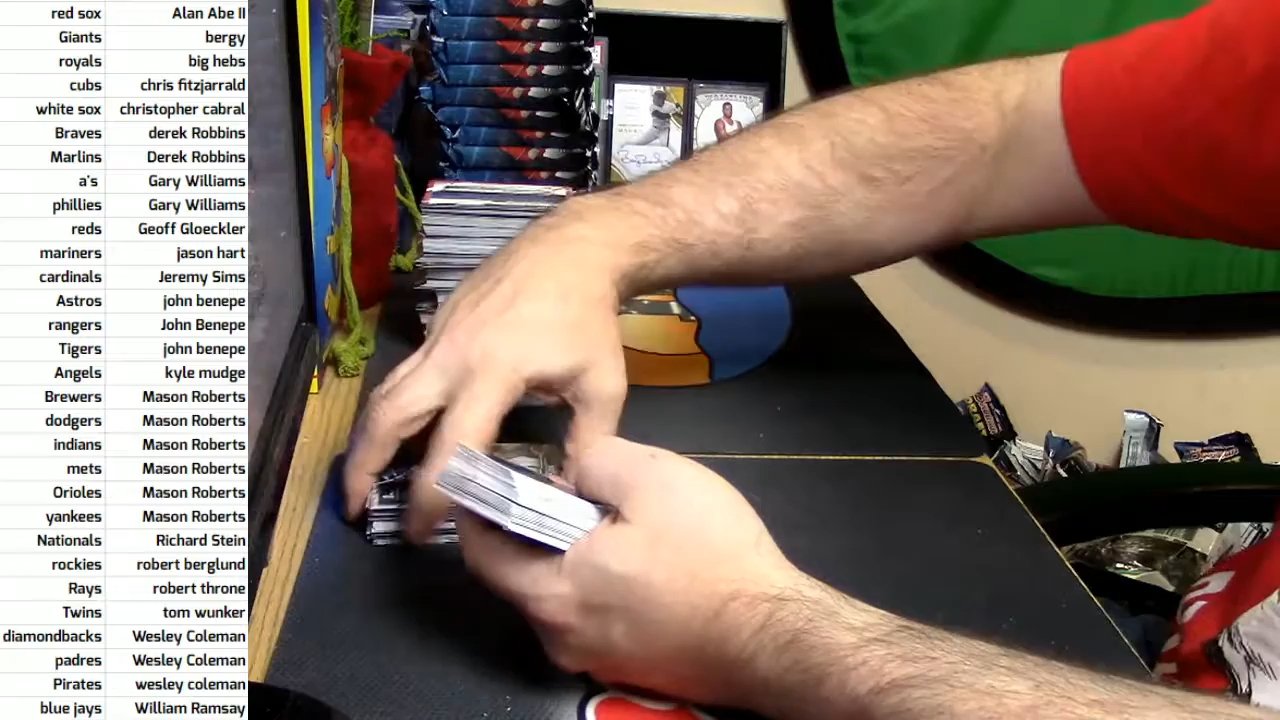 red sox Alan Abe II
Giants bergy
royals big hebs
cubs chris fitzjarrald
white sox christopher cabral
Braves derek Robbins
Marlins Derek Robbins
a's Gary Williams
phillies Gary Williams
reds Geoff Gloeckler
mariners jason hart
cardinals Jeremy Sims
Astros john benepe
rangers John Benepe
Tigers john benepe
Angels kyle mudge
Brewers Mason Roberts
dodgers Mason Roberts
indians Mason Roberts
mets Mason Roberts
Orioles Mason Roberts
yankees Mason Roberts
Nationals Richard Stein
rockies robert berglund
Rays robert throne
Twins tom wunker
diamondbacks Wesley Coleman
padres Wesley Coleman
Pirates wesley coleman
blue jays William Ramsay